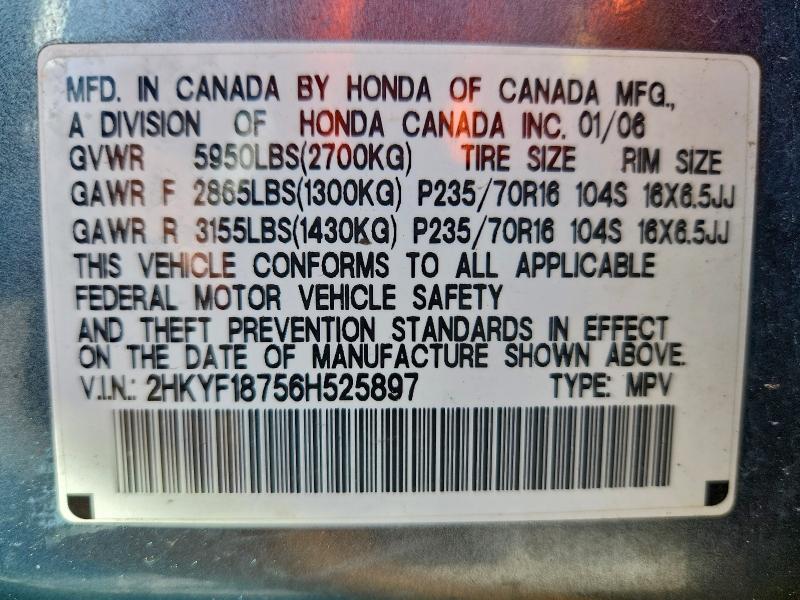 MFD. IN CANADA BY HONDA OF CANADA MFG.,
A DIVISION OF HONDA CANADA INC. 01/06
GVWR 5950LBS(2700KG) TIRE SIZE RIM SIZE
GAWR F 2865LBS(1300KG) P235/70R16 104S 16X6.5JJ
GAWR R 3155LBS(1430KG) P235/70R16 104S 16X6.5JJ
THIS VEHICLE CONFORMS TO ALL APPLICABLE
FEDERAL MOTOR VEHICLE SAFETY
AND THEFT PREVENTION STANDARDS IN EFFECT
ON THE DATE OF MANUFACTURE SHOWN ABOVE.
V.I.N.: 2HKYF18756H525897 TYPE: MPV